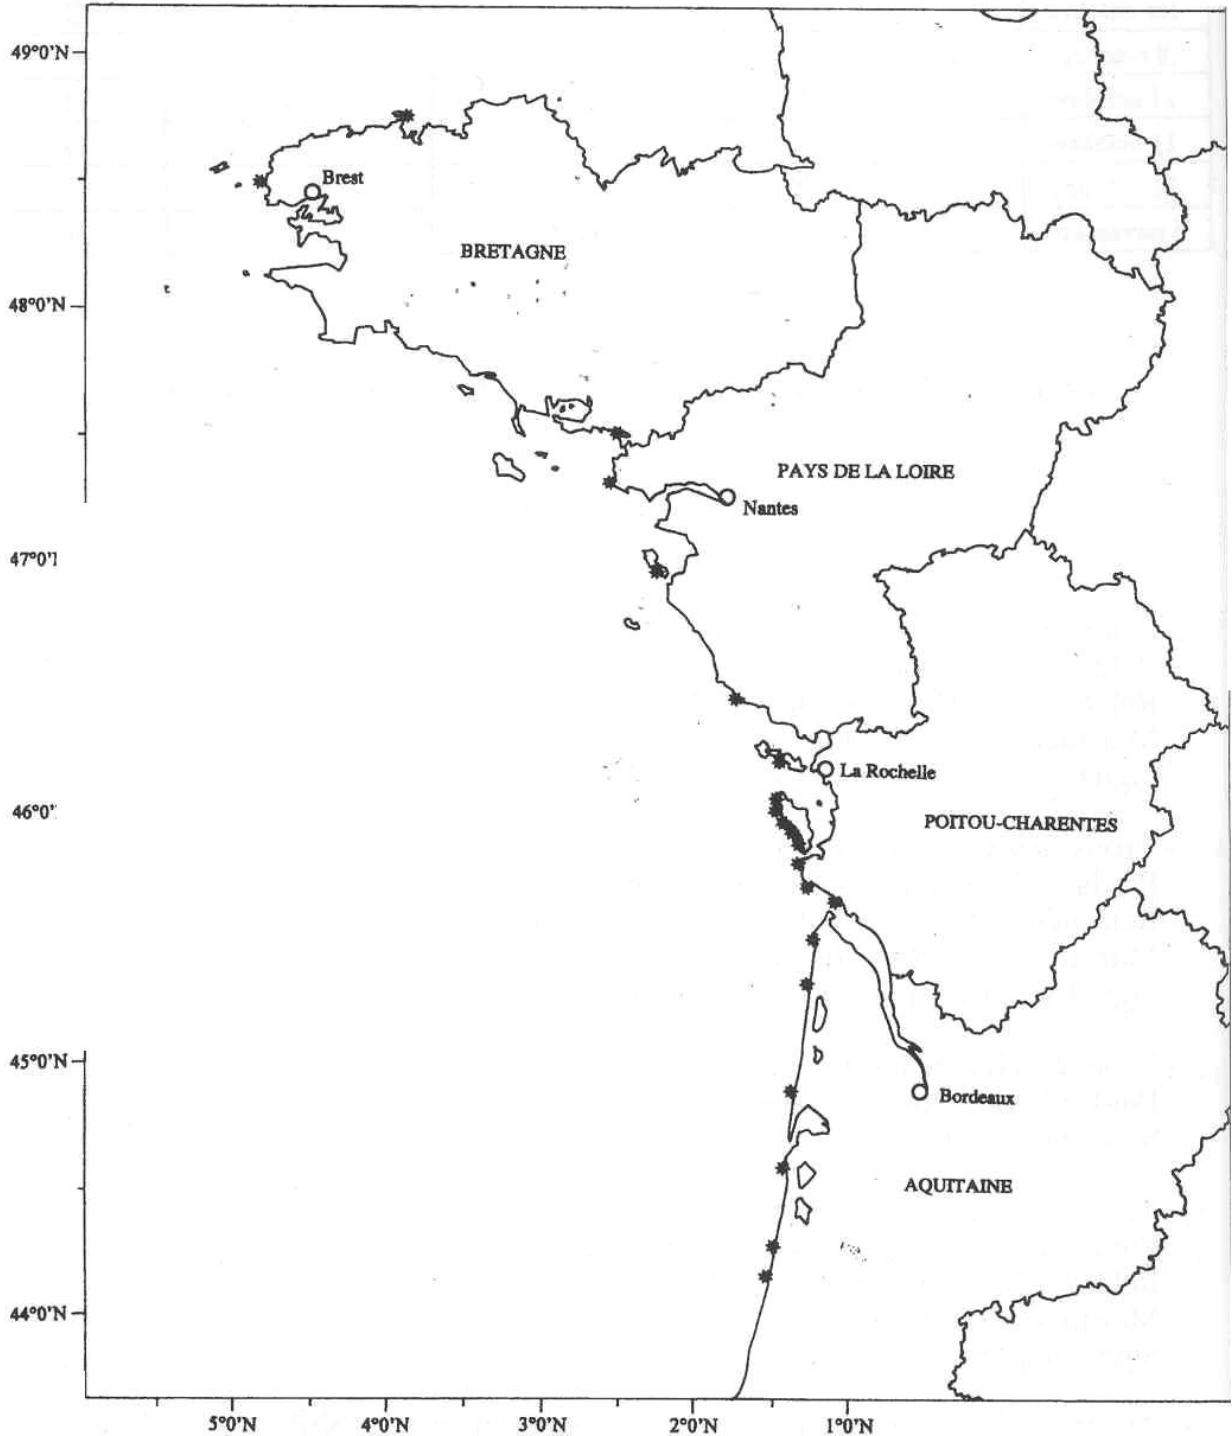 49°0'N
Brest
BRETAGNE
48°0'N
PAYS DE LA LOIRE
Nantes
47°0'
La Rochelle
46°0'
POITOU-CHARENTES
45°0'N
Bordeaux
AQUITAINE
44°0'N
5°0'N
4°0'N
3°0'N
2°0'N
1°0'N